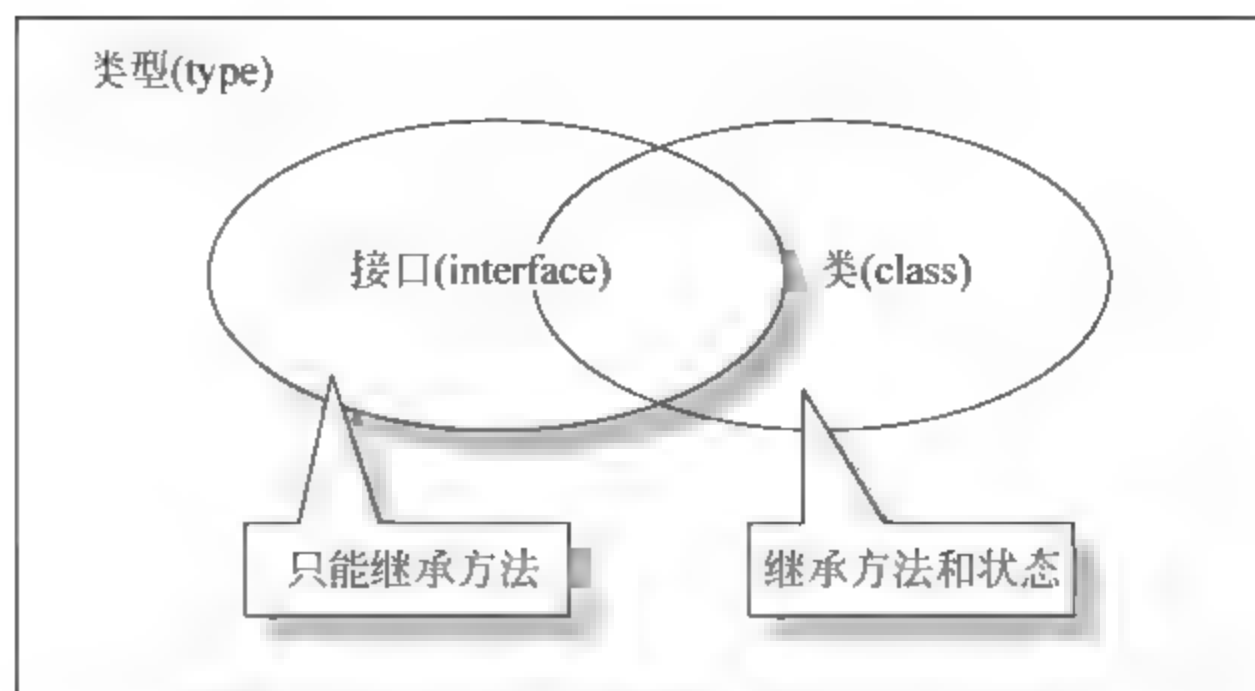 类型(type)
接口(interface)
类(class)
只能继承方法
继承方法和状态